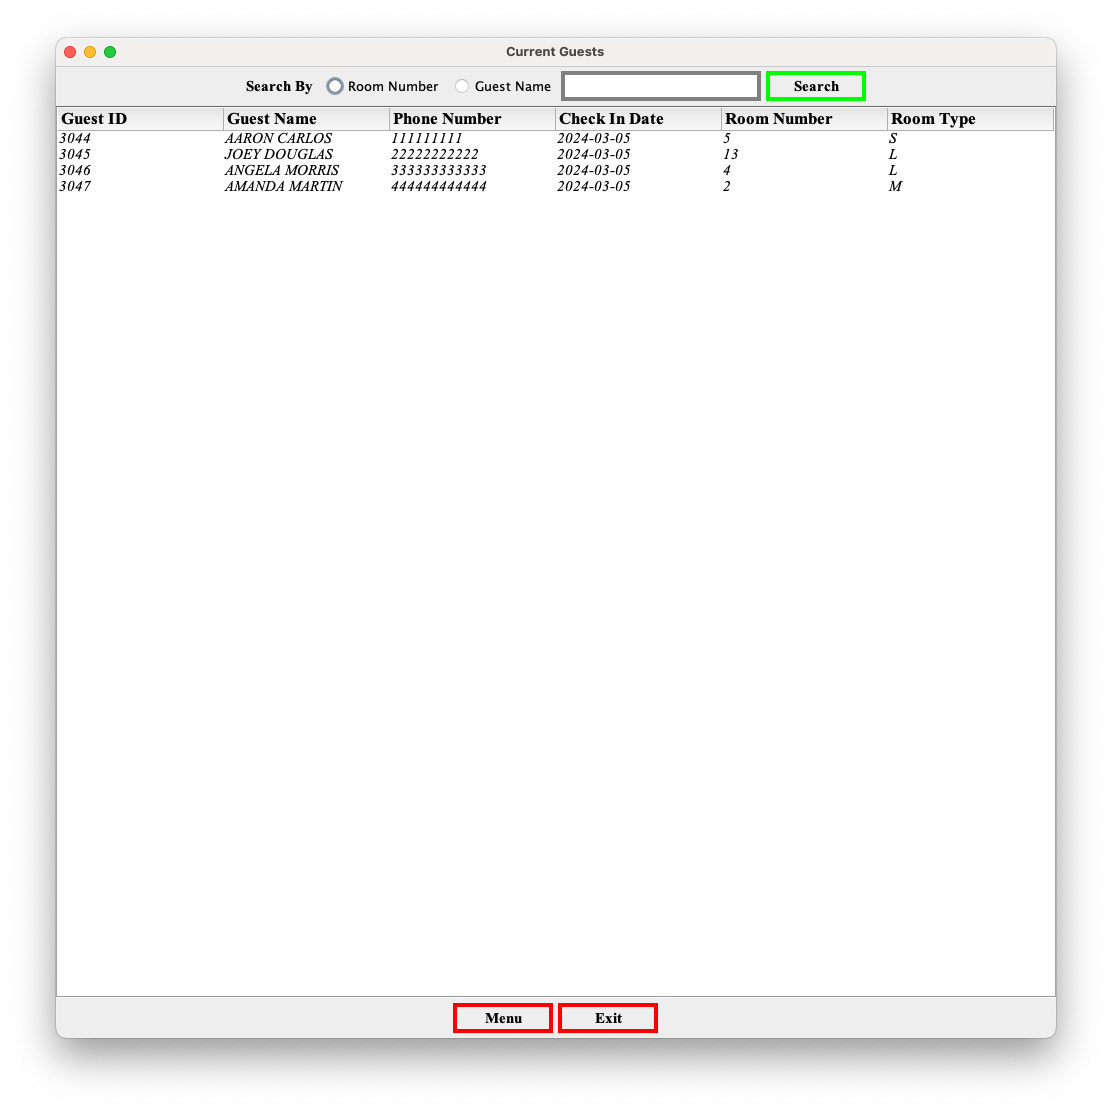 Current Guests
Search By Room Number Guest Name Search
Guest ID Guest Name Phone Number Check In Date Room Number Room Type
3044 AARON CARLOS 111111111 2024-03-05 5 S
3045 JOEY DOUGLAS 22222222222 2024-03-05 13 L
3046 ANGELA MORRIS 333333333333 2024-03-05 4 L
3047 AMANDA MARTIN 444444444444 2024-03-05 2 M
Menu Exit